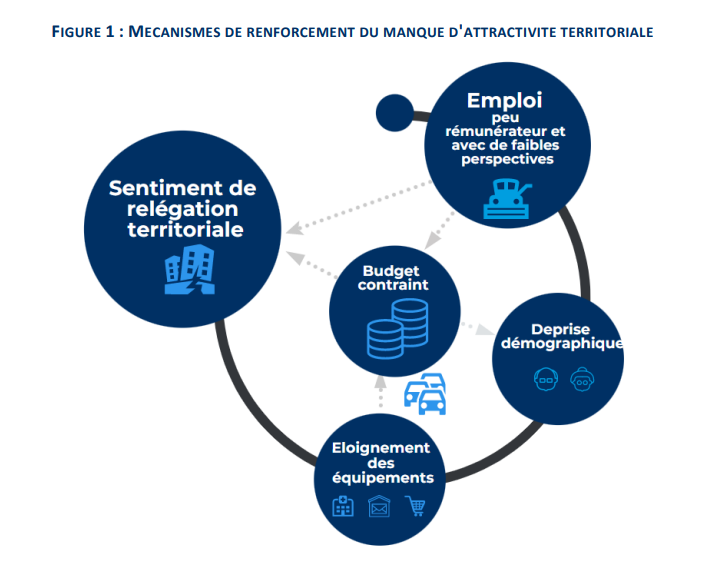 FIGURE 1 : MECANISMES DE RENFORCEMENT DU MANQUE D'ATTRACTIVITE TERRITORIALE
Emploi
peu
rémunérateur et
avec de faibles
perspectives
Sentiment de
relégation
territoriale
Budget
contraint
Deprise
démographique
Eloignement
des
équipements